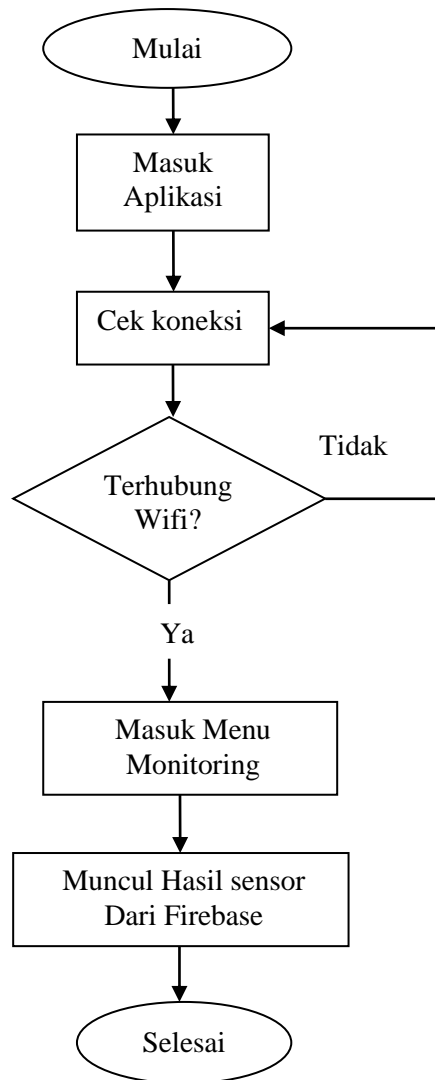 Mulai
Masuk
Aplikasi
Cek koneksi
Tidak
Terhubung
Wifi?
Ya
Masuk Menu
Monitoring
Muncul Hasil sensor
Dari Firebase
Selesai